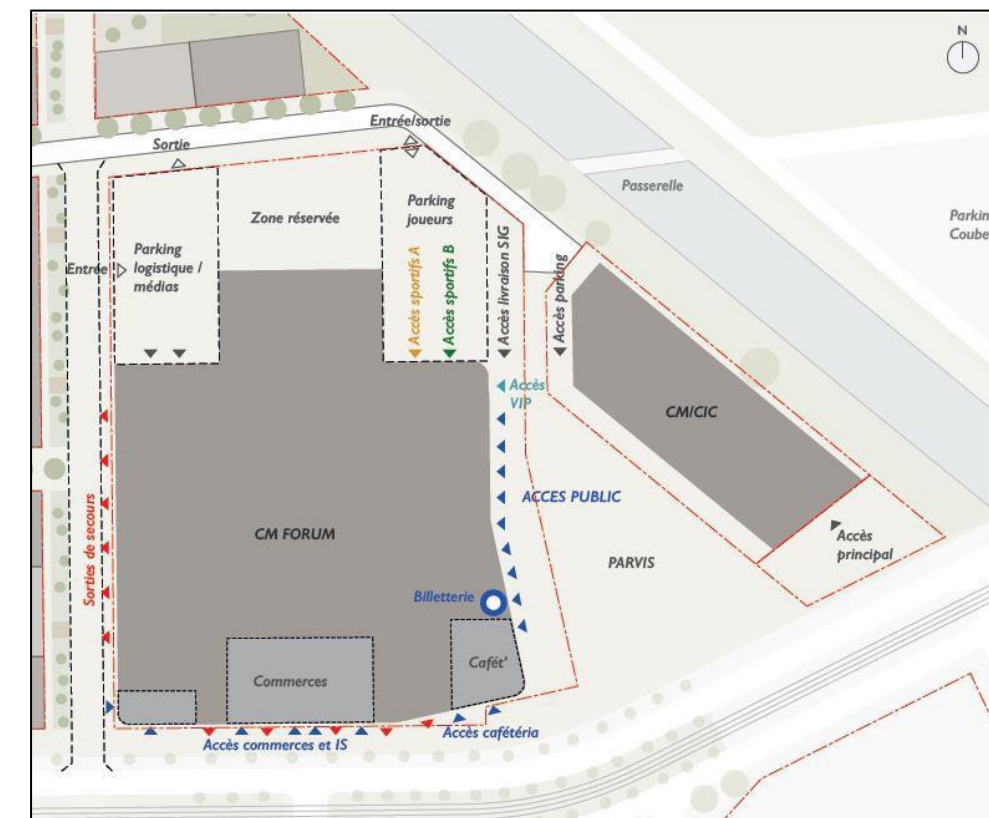 N
Entrée/sortie
Sortie
Passerelle
Parking
joueurs
Zone réservée
Parkin
Coube
Entrée
Parking
logistique /
médias
Accès sportifs A
Accès sportifs B
Accès livraison SIG
Accès parking
Accès
VIP
CM/CIC
ACCES PUBLIC
Sorties de secours
CM FORUM
Accès
principal
PARVIS
Billetterie
Cafét'
Commerces
Accès cafétéria
Accès commerces et IS